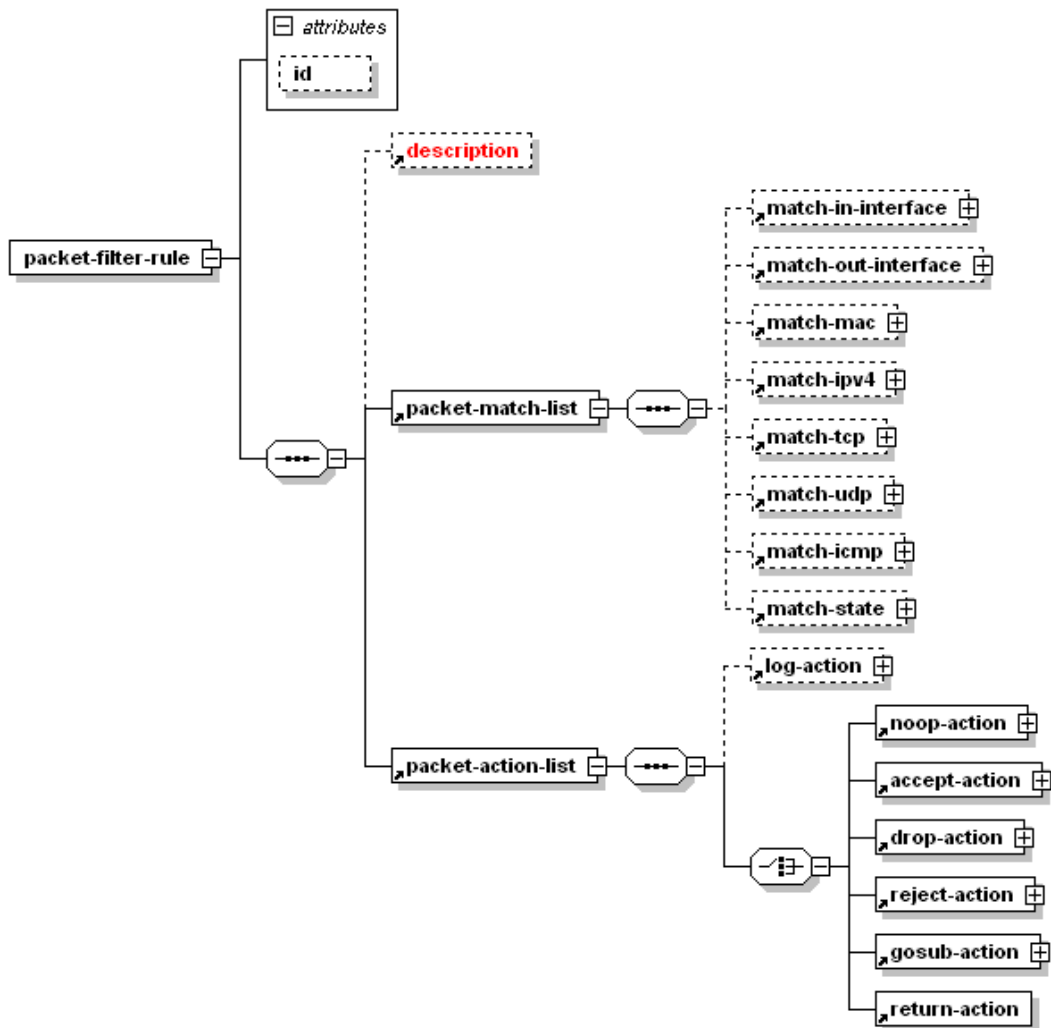 attributes
id
description
match-in-interface
packet-filter-rule
match-out-interface
match-mac
match-ipv4
packet-match-list
match-tcp
match-udp
match-icmp
match-state
log-action
noop-action
packet-action-list
accept-action
drop-action
reject-action
gosub-action
return-action